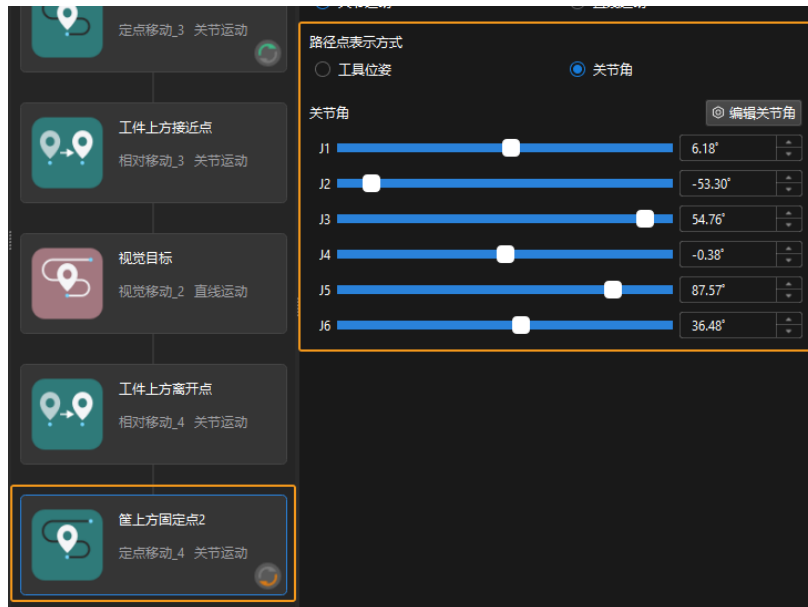 定点移动_3 关节运动
工件上方接近点
相对移动_3 关节运动
视觉目标
视觉移动_2 直线运动
工件上方离开点
相对移动_4 关节运动
筐上方固定点2
定点移动_4 关节运动
路径点表示方式
工具位姿 关节角
关节角 编辑关节角
J1 6.18°
J2 -53.30°
J3 54.76°
J4 -0.38°
J5 87.57°
J6 36.48°